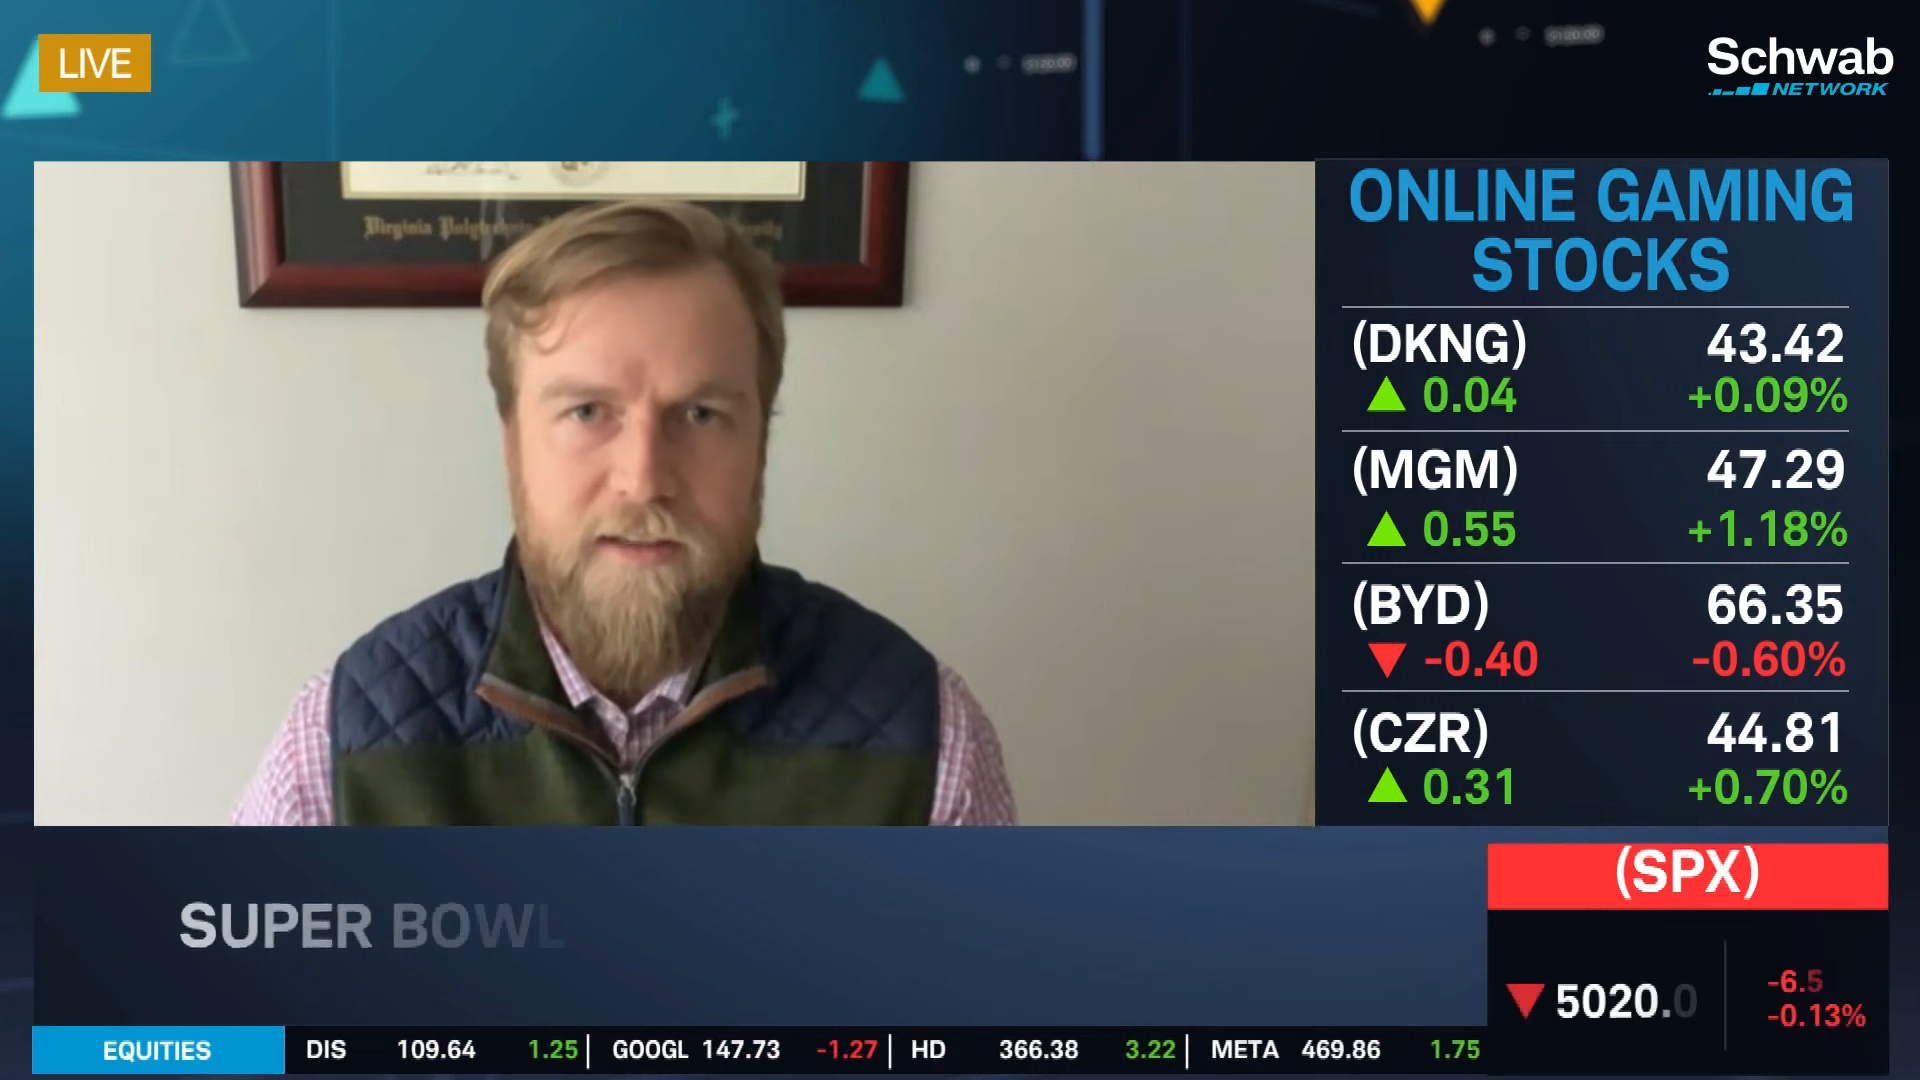 LIVE
Schwab
NETWORK
$120.00
Virginia
ONLINE GAMING
STOCKS
(DKNG) 43.42
▲ 0.04 +0.09%
(MGM) 47.29
▲ 0.55 +1.18%
(BYD) 66.35
▼ -0.40 -0.60%
(CZR) 44.81
▲ 0.31 +0.70%
SUPER BOWL
(SPX)
▼ 5020.0
-6.5
-0.13%
EQUITIES DIS 109.64 1.25 | GOOGL 147.73 -1.27 | HD 366.38 3.22 | META 469.86 1.75